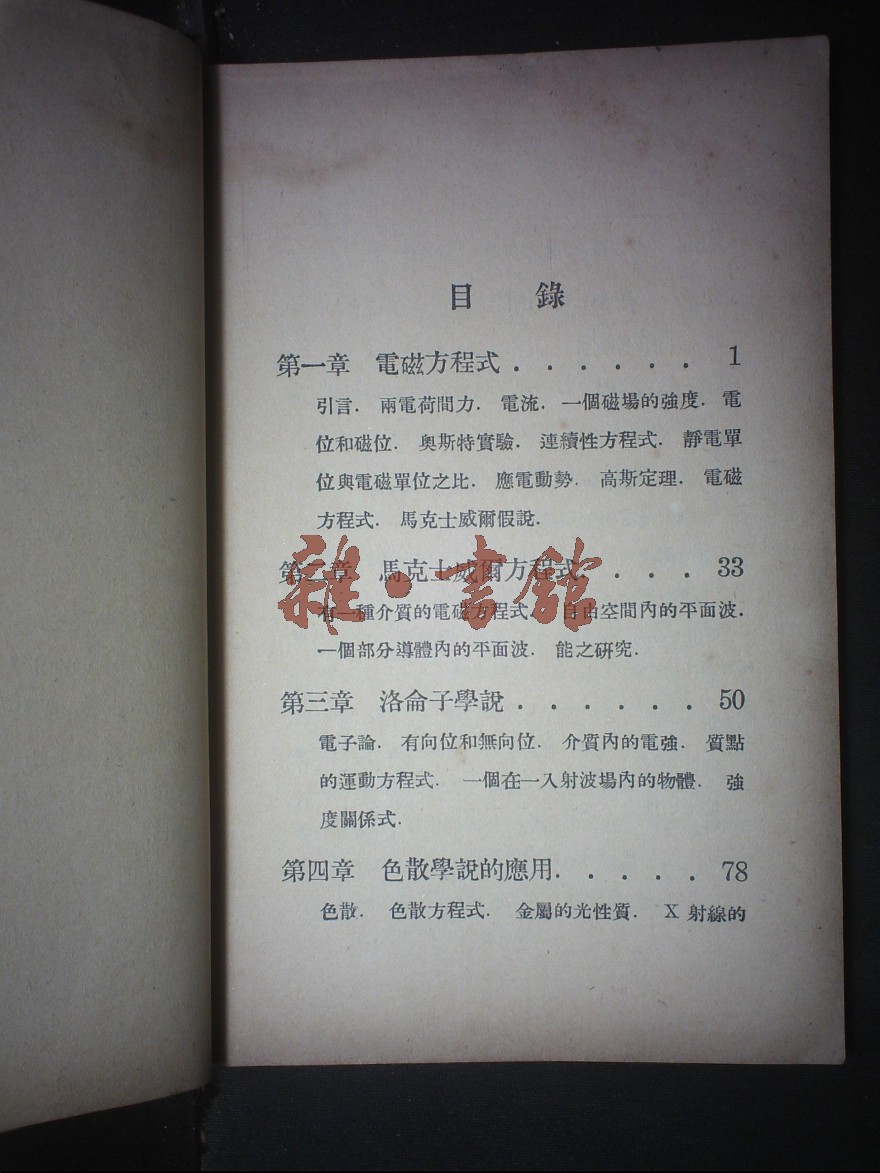 目 錄
第一章 電磁方程式 . . . . . . . 1
引言. 兩電荷間力. 電流. 一個磁場的強度. 電
位和磁位. 奧斯特實驗. 連續性方程式. 靜電單
位與電磁單位之比. 應電動勢. 高斯定理. 電磁
方程式. 馬克士威爾假說.
第二章 馬克士威爾方程式. . . . . 33
有一種介質的電磁方程式. 自由空間內的平面波.
一個部分導體內的平面波. 能之研究.
雜·書館
第三章 洛侖子學說 . . . . . . . 50
電子論. 有向位和無向位. 介質內的電強. 質點
的運動方程式. 一個在一入射波場內的物體. 強
度關係式.
第四章 色散學說的應用. . . . . . 78
色散. 色散方程式. 金屬的光性質. X 射線的